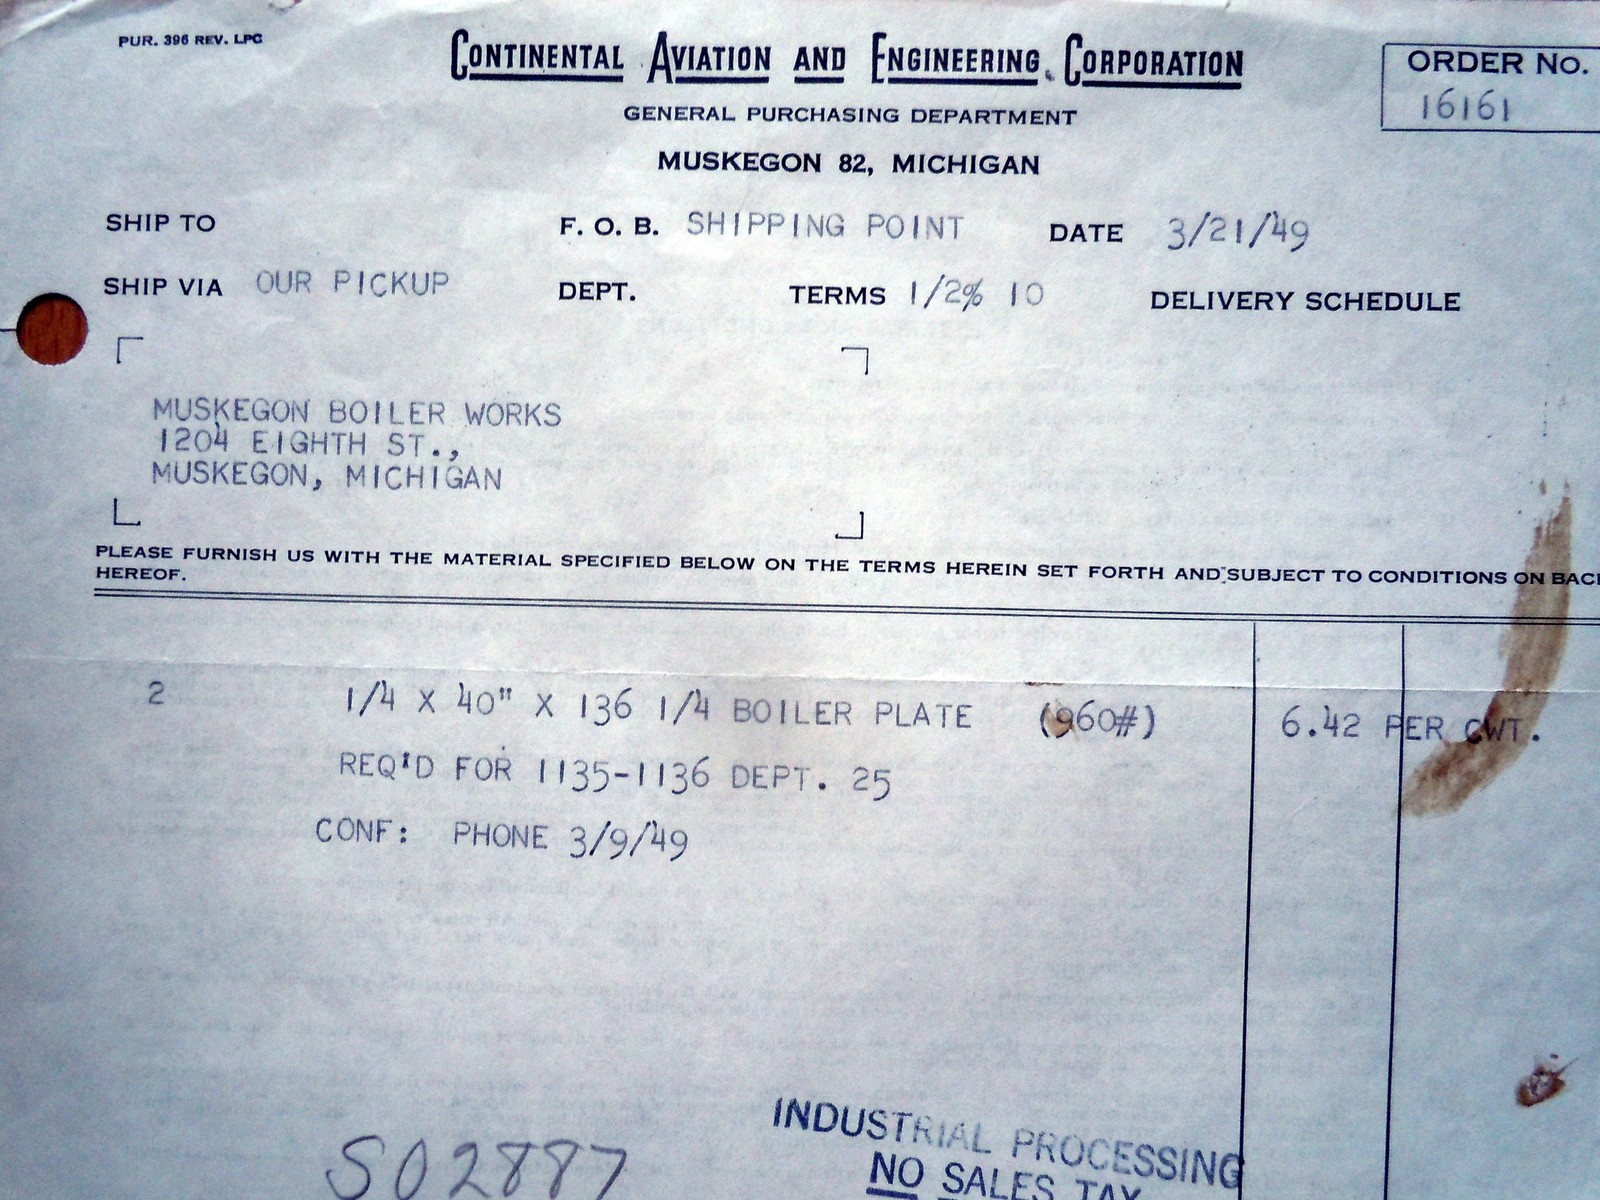 PUR. 396 REV. LPC
CONTINENTAL AVIATION AND ENGINEERING CORPORATION
ORDER NO.
16161
GENERAL PURCHASING DEPARTMENT
MUSKEGON 82, MICHIGAN
SHIP TO F. O. B. SHIPPING POINT DATE 3/21/49
SHIP VIA OUR PICKUP DEPT. TERMS 1/2% 10 DELIVERY SCHEDULE
MUSKEGON BOILER WORKS
1204 EIGHTH ST.,
MUSKEGON, MICHIGAN
PLEASE FURNISH US WITH THE MATERIAL SPECIFIED BELOW ON THE TERMS HEREIN SET FORTH AND SUBJECT TO CONDITIONS ON BACK
HEREOF.
2 1/4 X 40" X 136 1/4 BOILER PLATE (960#) 6.42 PER CWT.
REQ'D FOR 1135-1136 DEPT. 25
CONF: PHONE 3/9/49
INDUSTRIAL PROCESSING
NO SALES TAX
SO2887